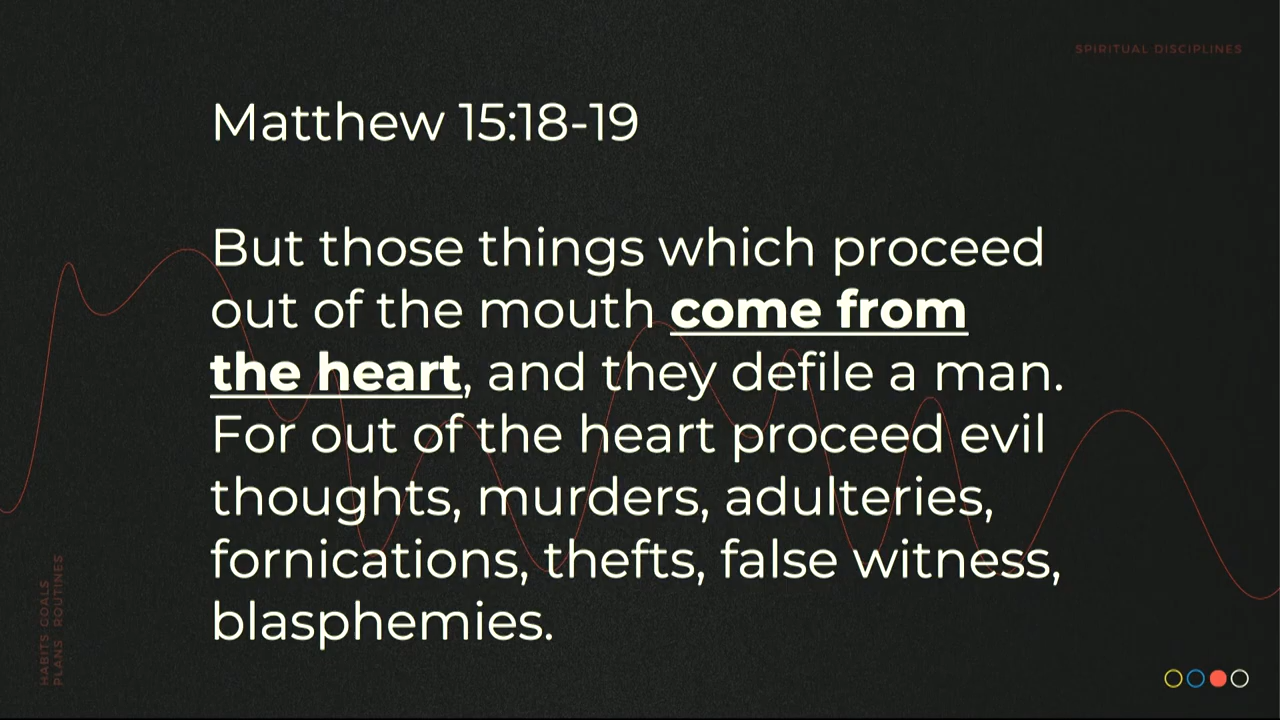 SPIRITUAL DISCIPLINES
Matthew 15:18-19
But those things which proceed
out of the mouth come from
the heart, and they defile a man.
For out of the heart proceed evil
thoughts, murders, adulteries,
fornications, thefts, false witness,
blasphemies.
HABITS GOALS
PLANS ROUTINES